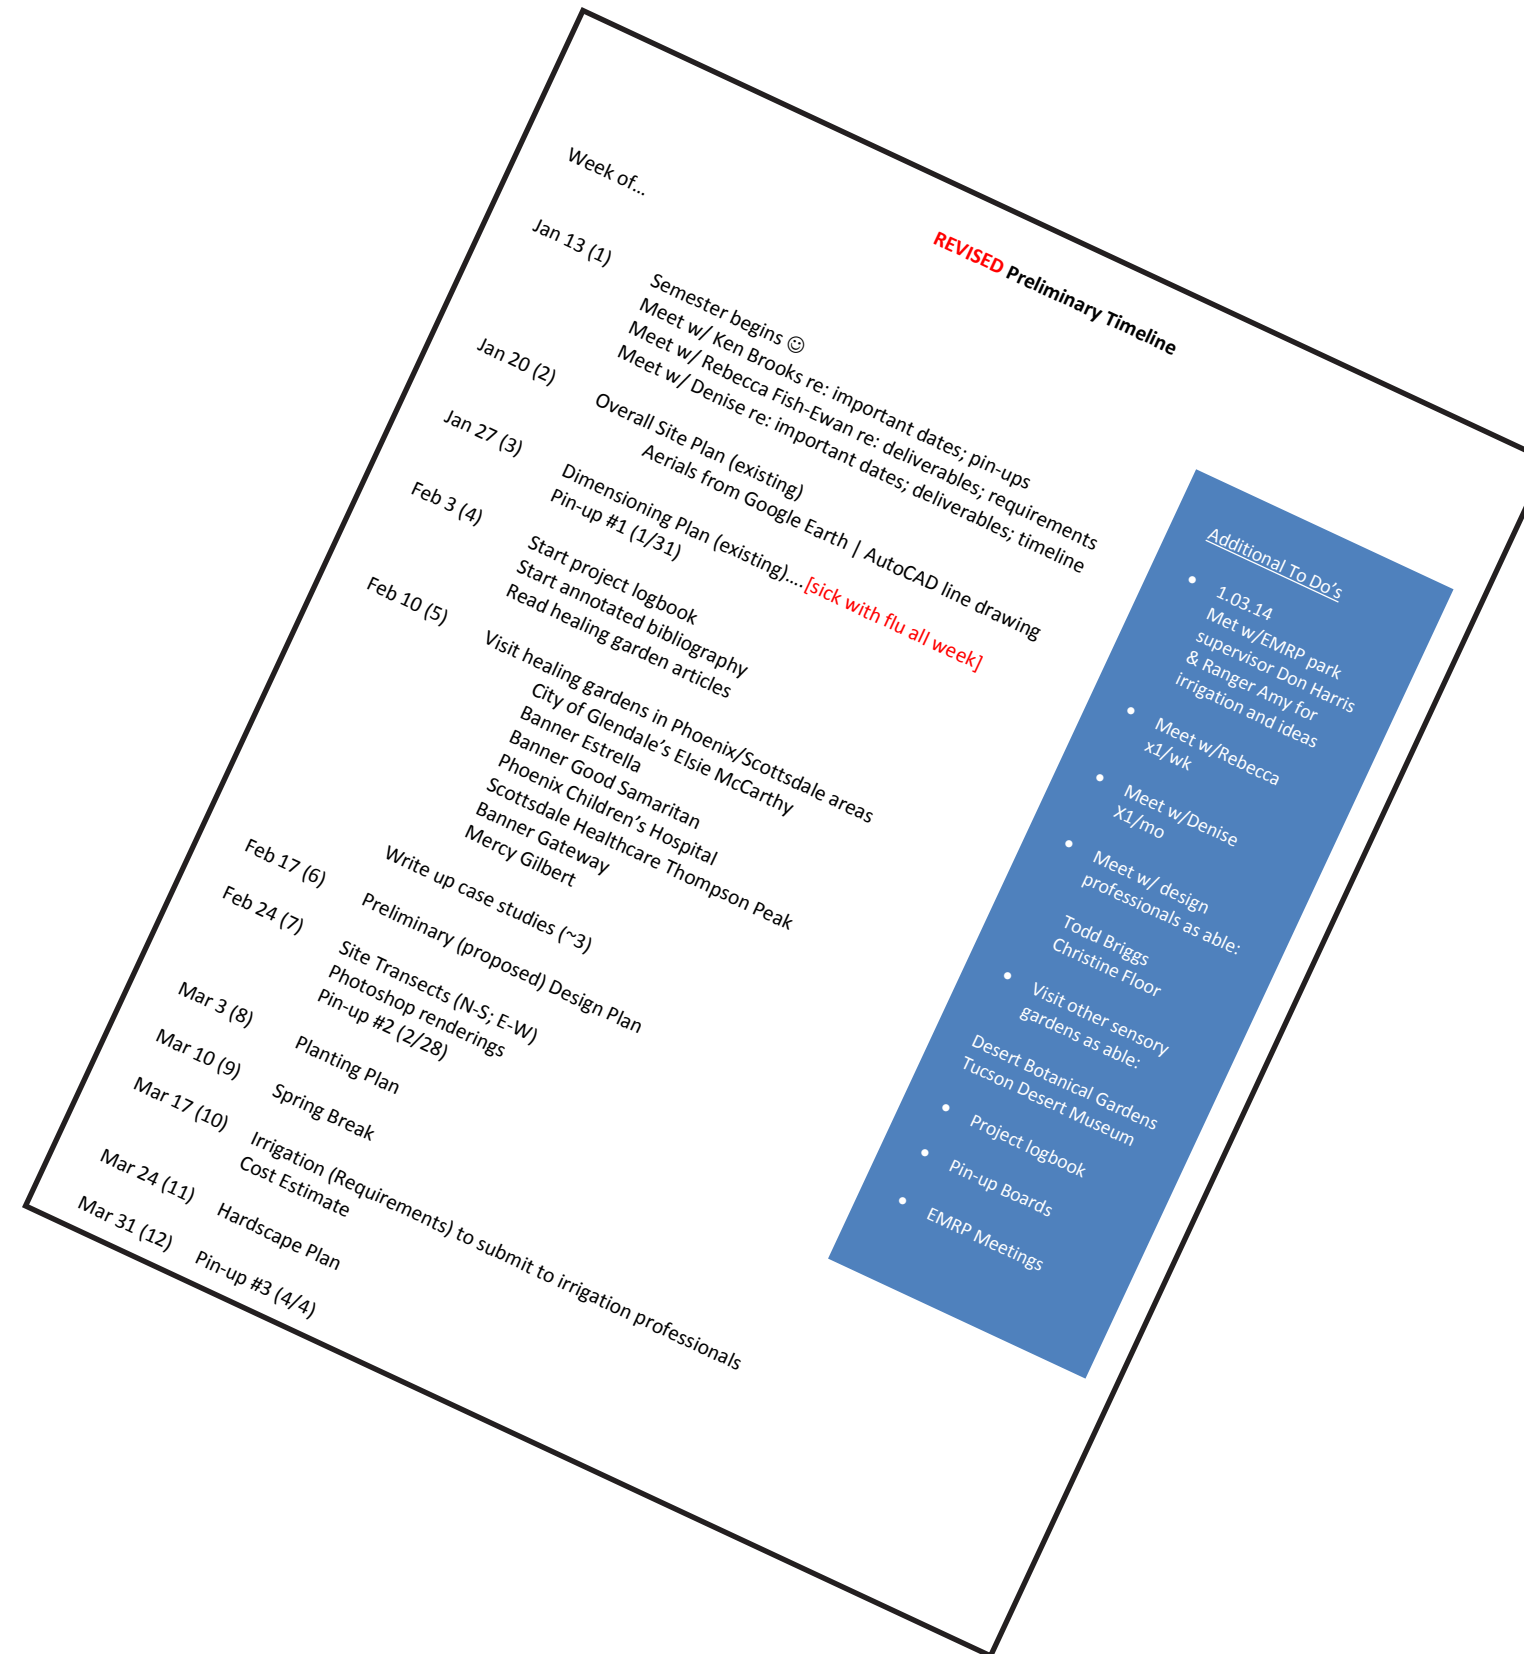 REVISED Preliminary Timeline
Week of...
Jan 13 (1) Semester begins ☺
Meet w/ Ken Brooks re: important dates; pin-ups
Meet w/ Rebecca Fish-Ewan re: deliverables; requirements
Meet w/ Denise re: important dates; deliverables; timeline
Jan 20 (2) Overall Site Plan (existing)
Aerials from Google Earth | AutoCAD line drawing
Jan 27 (3) Dimensioning Plan (existing)....[sick with flu all week]
Pin-up #1 (1/31)
Feb 3 (4) Start project logbook
Start annotated bibliography
Read healing garden articles
Feb 10 (5) Visit healing gardens in Phoenix/Scottsdale areas
City of Glendale's Elsie McCarthy
Banner Estrella
Banner Good Samaritan
Phoenix Children's Hospital
Scottsdale Healthcare Thompson Peak
Banner Gateway
Mercy Gilbert
Feb 17 (6) Write up case studies (~3)
Feb 24 (7) Preliminary (proposed) Design Plan
Site Transects (N-S; E-W)
Photoshop renderings
Pin-up #2 (2/28)
Mar 3 (8) Planting Plan
Mar 10 (9) Spring Break
Mar 17 (10) Irrigation (Requirements) to submit to irrigation professionals
Cost Estimate
Mar 24 (11) Hardscape Plan
Mar 31 (12) Pin-up #3 (4/4)
Additional To Do's
• 1.03.14
Met w/EMRP park
supervisor Don Harris
& Ranger Amy for
irrigation and ideas
• Meet w/Rebecca
x1/wk
• Meet w/Denise
X1/mo
• Meet w/ design
professionals as able:
Todd Briggs
Christine Floor
• Visit other sensory
gardens as able:
Desert Botanical Gardens
Tucson Desert Museum
• Project logbook
• Pin-up Boards
• EMRP Meetings